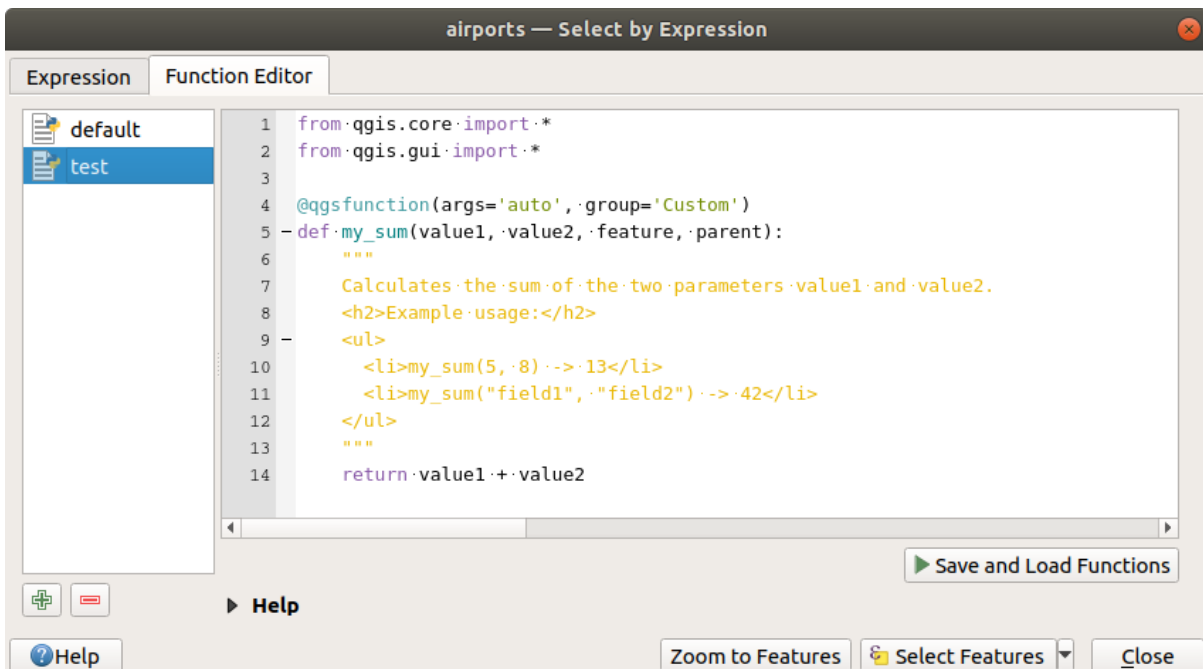 airports — Select by Expression
Expression
Function Editor
default
test
1 from qgis.core import *
2 from qgis.gui import *
3
4 @qgsfunction(args='auto', group='Custom')
5 def my_sum(value1, value2, feature, parent):
6 """
7 Calculates the sum of the two parameters value1 and value2.
8 <h2>Example usage:</h2>
9 <ul>
10 <li>my_sum(5, 8) -> 13</li>
11 <li>my_sum("field1", "field2") -> 42</li>
12 </ul>
13 """
14 return value1 + value2
Save and Load Functions
Help
Help
Zoom to Features
Select Features
Close